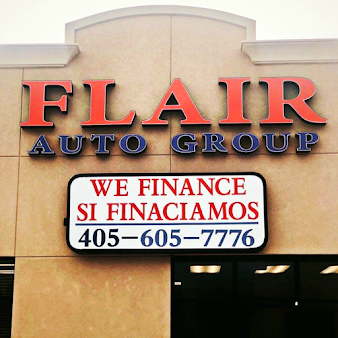 FLAIR
AUTO GROUP
WE FINANCE
SI FINACIAMOS
405-605-7776